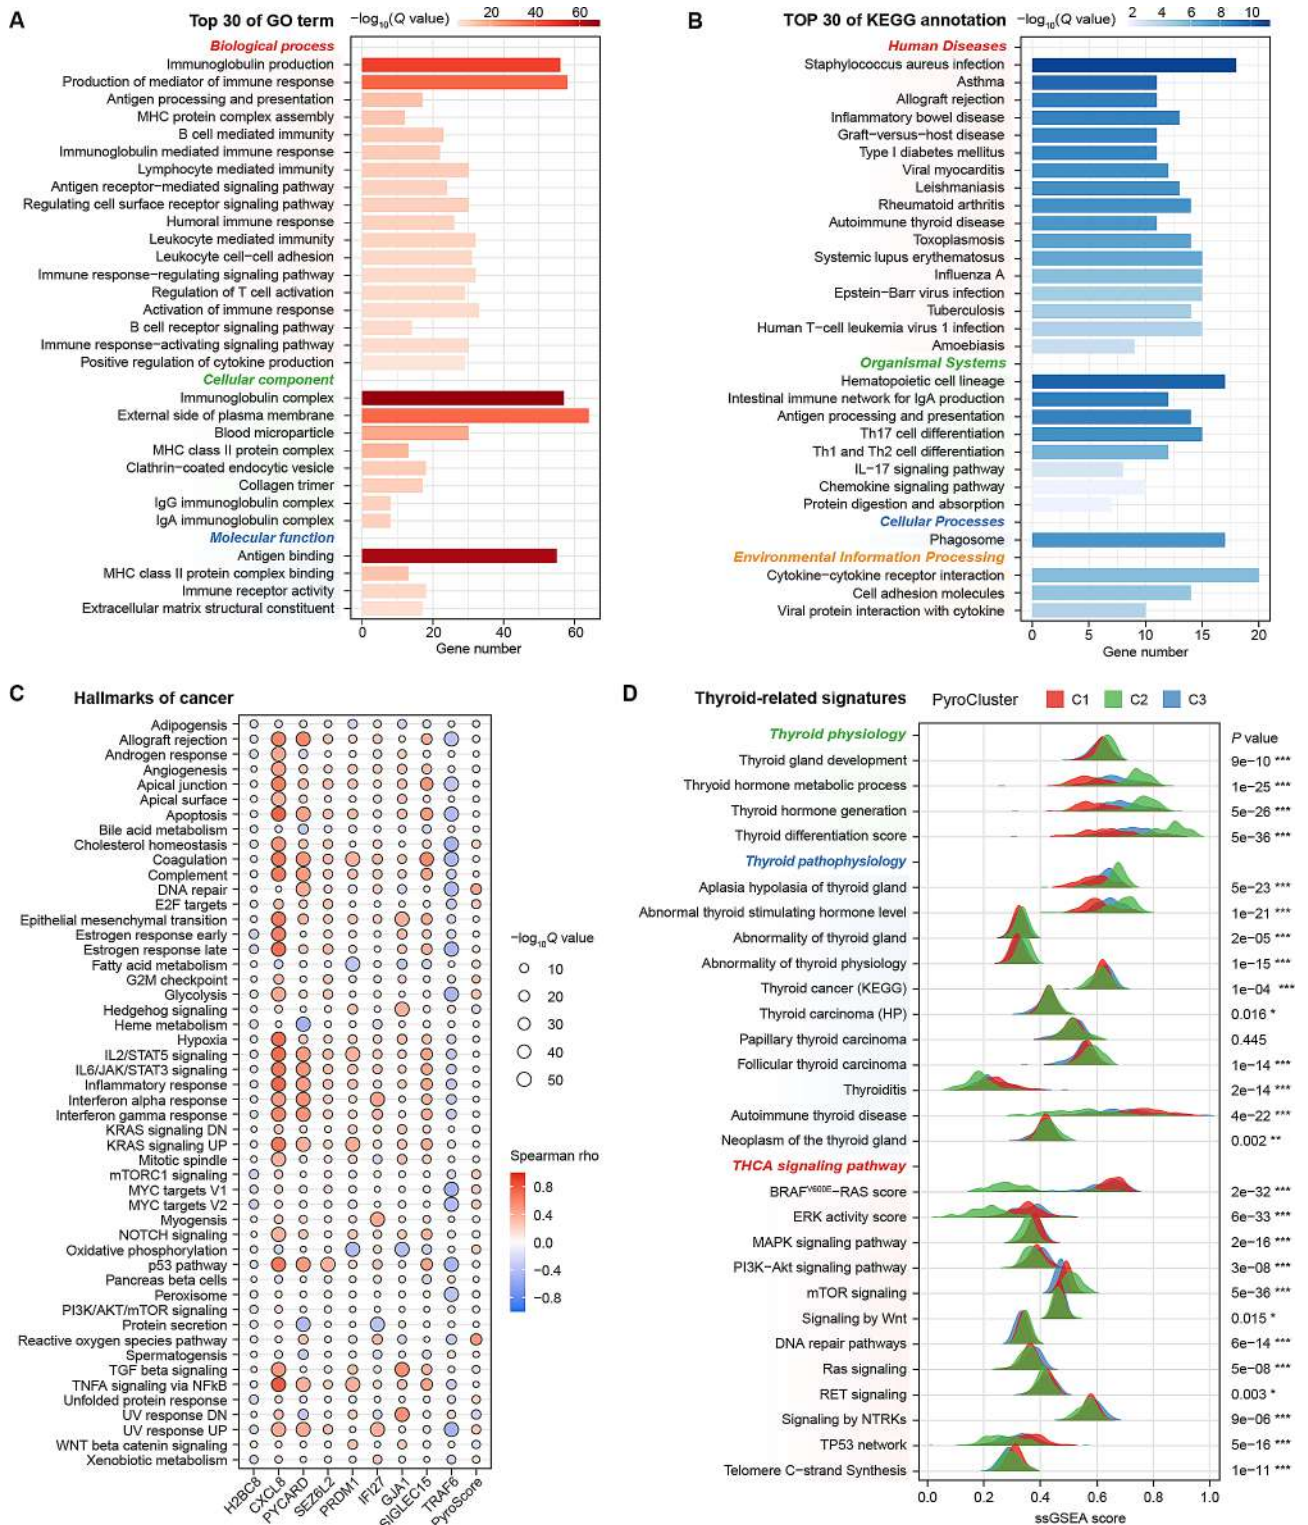 A
Top 30 of GO term
−log10(Q value)
20 40 60
Biological process
Immunoglobulin production
Production of mediator of immune response
Antigen processing and presentation
MHC protein complex assembly
B cell mediated immunity
Immunoglobulin mediated immune response
Lymphocyte mediated immunity
Antigen receptor−mediated signaling pathway
Regulating cell surface receptor signaling pathway
Humoral immune response
Leukocyte mediated immunity
Leukocyte cell−cell adhesion
Immune response−regulating signaling pathway
Regulation of T cell activation
Activation of immune response
B cell receptor signaling pathway
Immune response−activating signaling pathway
Positive regulation of cytokine production
Cellular component
Immunoglobulin complex
External side of plasma membrane
Blood microparticle
MHC class II protein complex
Clathrin−coated endocytic vesicle
Collagen trimer
IgG immunoglobulin complex
IgA immunoglobulin complex
Molecular function
Antigen binding
MHC class II protein complex binding
Immune receptor activity
Extracellular matrix structural constituent
0 20 40 60
Gene number
B
TOP 30 of KEGG annotation
−log10(Q value)
2 4 6 8 10
Human Diseases
Staphylococcus aureus infection
Asthma
Allograft rejection
Inflammatory bowel disease
Graft−versus−host disease
Type I diabetes mellitus
Viral myocarditis
Leishmaniasis
Rheumatoid arthritis
Autoimmune thyroid disease
Toxoplasmosis
Systemic lupus erythematosus
Influenza A
Epstein−Barr virus infection
Tuberculosis
Human T−cell leukemia virus 1 infection
Amoebiasis
Organismal Systems
Hematopoietic cell lineage
Intestinal immune network for IgA production
Antigen processing and presentation
Th17 cell differentiation
Th1 and Th2 cell differentiation
IL−17 signaling pathway
Chemokine signaling pathway
Protein digestion and absorption
Cellular Processes
Phagosome
Environmental Information Processing
Cytokine−cytokine receptor interaction
Cell adhesion molecules
Viral protein interaction with cytokine
0 5 10 15 20
Gene number
C
Hallmarks of cancer
Adipogensis
Allograft rejection
Androgen response
Angiogenesis
Apical junction
Apical surface
Apoptosis
Bile acid metabolism
Cholesterol homeostasis
Coagulation
Complement
DNA repair
E2F targets
Epithelial mesenchymal transition
Estrogen response early
Estrogen response late
Fatty acid metabolism
G2M checkpoint
Glycolysis
Hedgehog signaling
Heme metabolism
Hypoxia
IL2/STAT5 signaling
IL6/JAK/STAT3 signaling
Inflammatory response
Interferon alpha response
Interferon gamma response
KRAS signaling DN
KRAS signaling UP
Mitotic spindle
mTORC1 signaling
MYC targets V1
MYC targets V2
Myogensis
NOTCH signaling
Oxidative phosphorylation
p53 pathway
Pancreas beta cells
Peroxisome
PI3K/AKT/mTOR signaling
Protein secretion
Reactive oxygen species pathway
Spermatogensis
TGF beta signaling
TNFA signaling via NFkB
Unfolded protein response
UV response DN
UV response UP
WNT beta catenin signaling
Xenobiotic metabolism
H2BC8 CXCL8 PYCARD SEZ6L2 PRDM1 IFI27 GJA1 SIGLEC15 TRAF6 PyroScore
−log10Q value
10
20
30
40
50
Spearman rho
0.8
0.4
0.0
−0.4
−0.8
D
Thyroid-related signatures
PyroCluster C1 C2 C3
P value
Thyroid physiology
Thyroid gland development 9e−10 ***
Thryoid hormone metabolic process 1e−25 ***
Thyroid hormone generation 5e−26 ***
Thyroid differentiation score 5e−36 ***
Thyroid pathophysiology
Aplasia hypolasia of thyroid gland 5e−23 ***
Abnormal thyroid stimulating hormone level 1e−21 ***
Abnormality of thyroid gland 2e−05 ***
Abnormality of thyroid physiology 1e−15 ***
Thyroid cancer (KEGG) 1e−04 ***
Thyroid carcinoma (HP) 0.016 *
Papillary thyroid carcinoma 0.445
Follicular thyroid carcinoma 1e−14 ***
Thyroiditis 2e−14 ***
Autoimmune thyroid disease 4e−22 ***
Neoplasm of the thyroid gland 0.002 **
THCA signaling pathway
BRAFV600E−RAS score 2e−32 ***
ERK activity score 6e−33 ***
MAPK signaling pathway 2e−16 ***
PI3K−Akt signaling pathway 3e−08 ***
mTOR signaling 5e−36 ***
Signaling by Wnt 0.015 *
DNA repair pathways 6e−14 ***
Ras signaling 5e−08 ***
RET signaling 0.003 *
Signaling by NTRKs 9e−06 ***
TP53 network 5e−16 ***
Telomere C−strand Synthesis 1e−11 ***
0.0 0.2 0.4 0.6 0.8 1.0
ssGSEA score